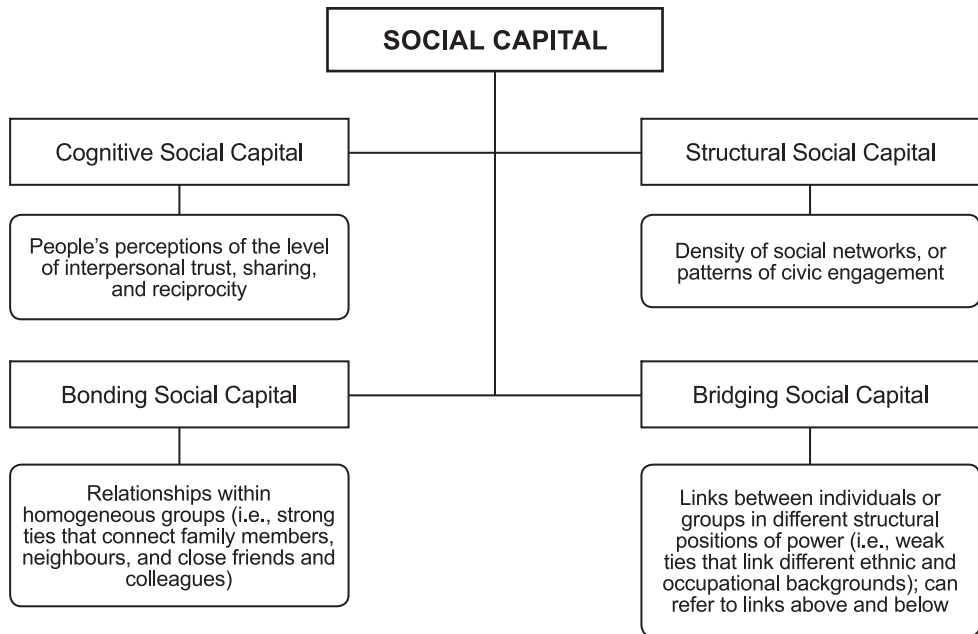 SOCIAL CAPITAL
Cognitive Social Capital
Structural Social Capital
People’s perceptions of the level
of interpersonal trust, sharing,
and reciprocity
Density of social networks, or
patterns of civic engagement
Bonding Social Capital
Bridging Social Capital
Relationships within
homogeneous groups (i.e., strong
ties that connect family members,
neighbours, and close friends and
colleagues)
Links between individuals or
groups in different structural
positions of power (i.e., weak
ties that link different ethnic and
occupational backgrounds); can
refer to links above and below